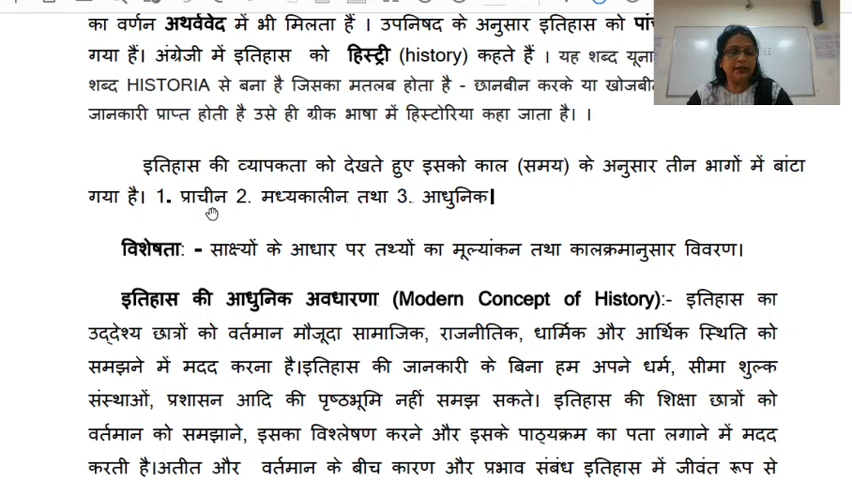 का वर्णन अथर्ववेद में भी मिलता हैं । उपनिषद के अनुसार इतिहास को
गया हैं। अंग्रेजी में इतिहास को हिस्ट्री (history) कहते हैं । यह शब्द
शब्द HISTORIA से बना है जिसका मतलब होता है - छानबीन करके या
जानकारी प्राप्त होती है उसे ही ग्रीक भाषा में हिस्टोरिया कहा जाता है। ।
इतिहास की व्यापकता को देखते हुए इसको काल (समय) के अनुसार तीन भागों में बांटा
गया है। 1. प्राचीन 2. मध्यकालीन तथा 3. आधुनिक।
विशेषता: - साक्ष्यों के आधार पर तथ्यों का मूल्यांकन तथा कालक्रमानुसार विवरण।
इतिहास की आधुनिक अवधारणा (Modern Concept of History):- इतिहास का
उद्देश्य छात्रों को वर्तमान मौजूदा सामाजिक, राजनीतिक, धार्मिक और आर्थिक स्थिति को
समझने में मदद करना है।इतिहास की जानकारी के बिना हम अपने धर्म, सीमा शुल्क
संस्थाओं, प्रशासन आदि की पृष्ठभूमि नहीं समझ सकते। इतिहास की शिक्षा छात्रों को
वर्तमान को समझाने, इसका विश्लेषण करने और इसके पाठ्यक्रम का पता लगाने में मदद
करती है।अतीत और वर्तमान के बीच कारण और प्रभाव संबंध इतिहास में जीवंत रूप से